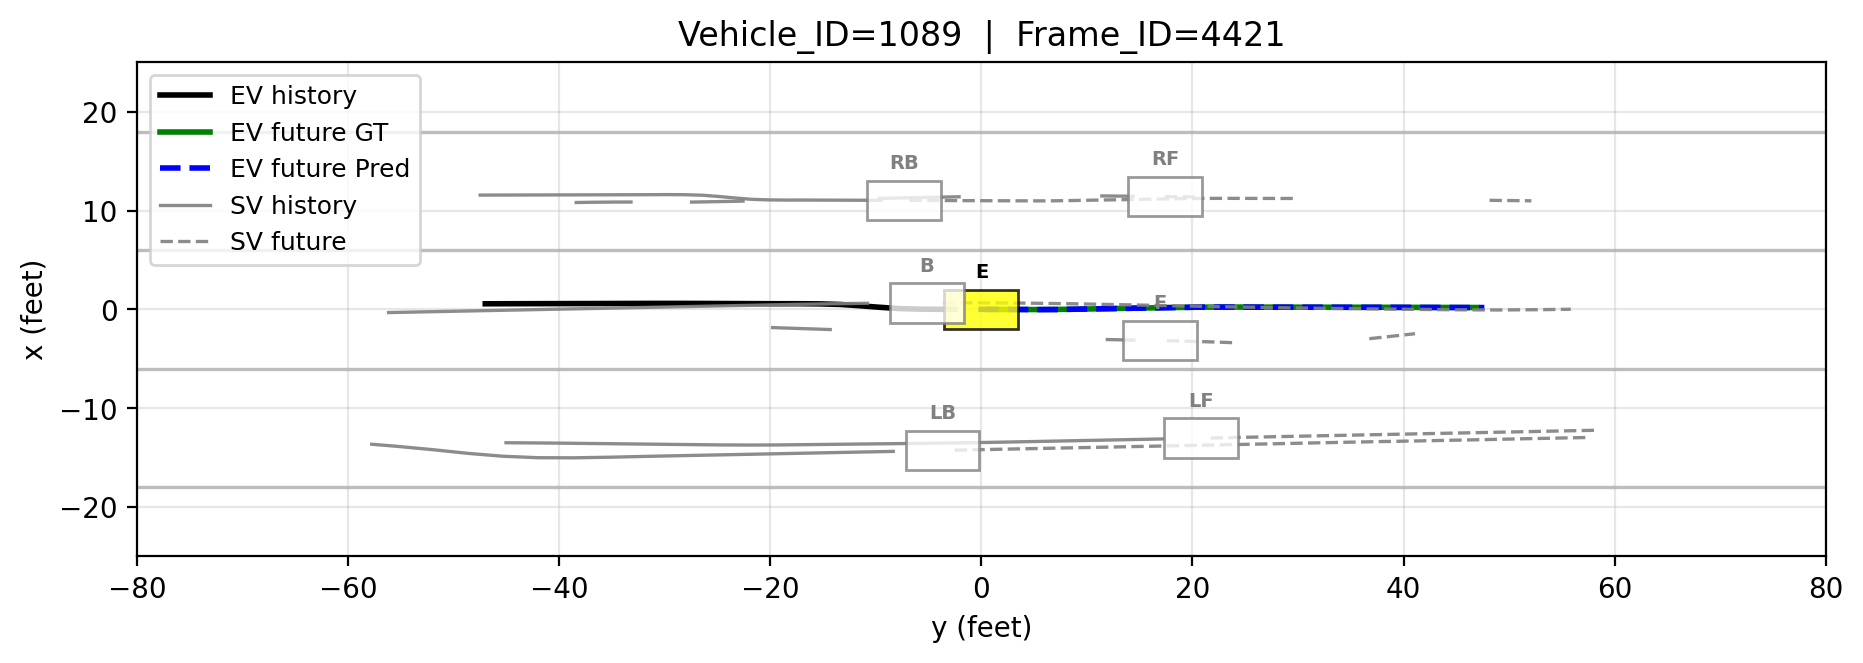 Vehicle_ID=1089 | Frame_ID=4421
EV history
EV future GT
EV future Pred
SV history
SV future
RB
RF
B
E
F
LB
LF
20
10
0
−10
−20
x (feet)
−80
−60
−40
−20
0
20
40
60
80
y (feet)